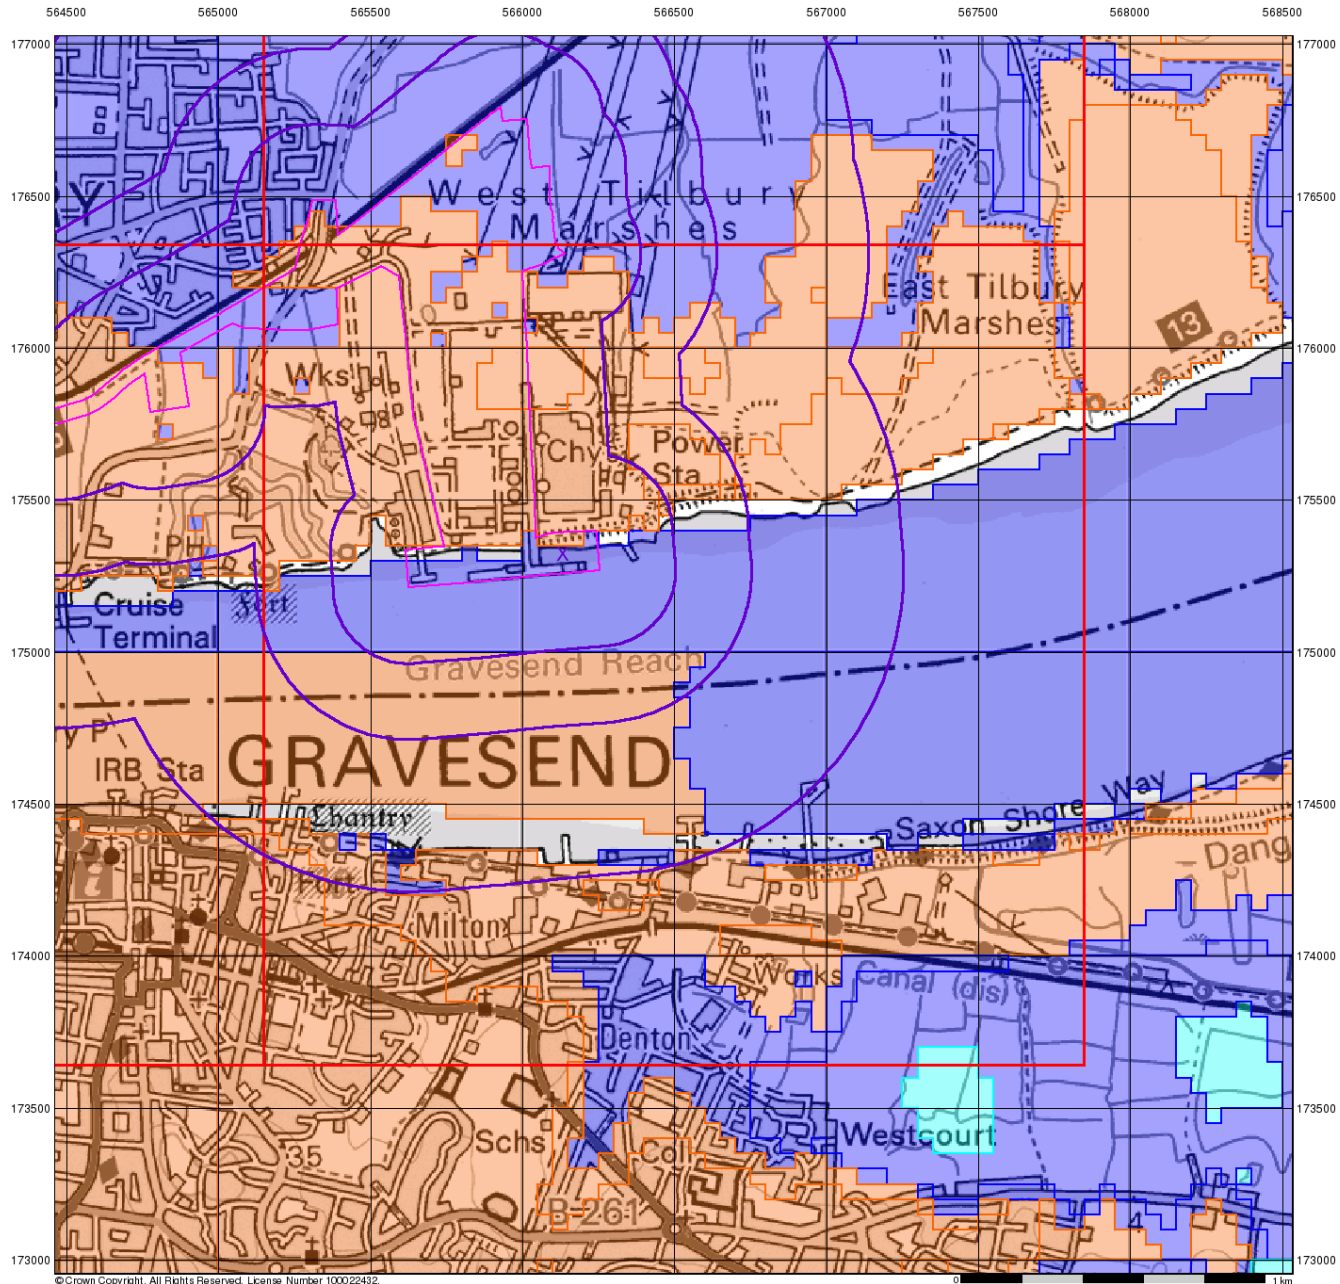 564500 565000 565500 566000 566500 567000 567500 568000 568500
177000 177000
176500 176500
Y West Tilbury
Marshes
East Tilbury
Marshes
13
176000 176000
Wks
Power
Sta
Chys
175500 175500
PH
Cruise
Terminal
Fort
175000 175000
Gravesend Reach
y P
GRAVESEND
IRB Sta
174500 174500
Chantry
Saxon Shore Way
Dang
i
Fort
Milton
174000 174000
Works
Canal (dis)
Denton
173500 173500
Westcourt
Schs
35
Coll
B 261
4
173000 173000
© Crown Copyright. All Rights Reserved. License Number 100022432.
0 1 km